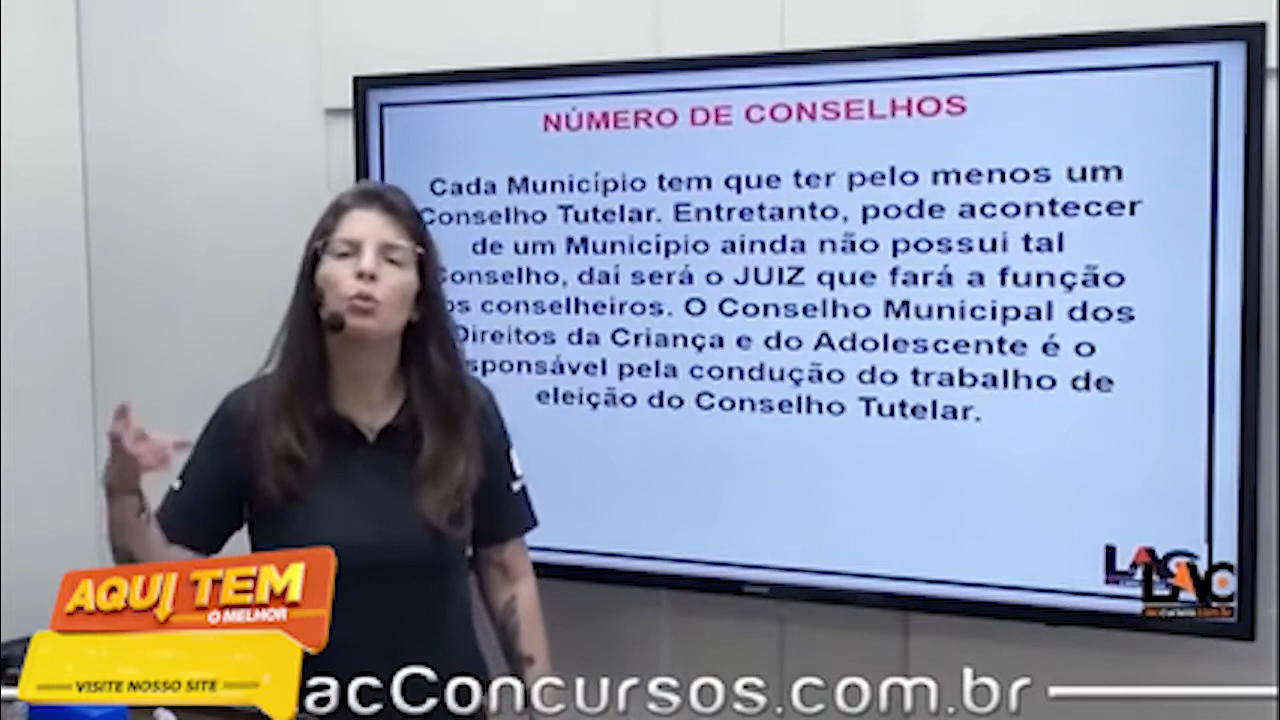 NÚMERO DE CONSELHOS
Cada Município tem que ter pelo menos um
Conselho Tutelar. Entretanto, pode acontecer
de um Município ainda não possui tal
Conselho, daí será o JUIZ que fará a função
os conselheiros. O Conselho Municipal dos
Direitos da Criança e do Adolescente é o
sponsável pela condução do trabalho de
eleição do Conselho Tutelar.
LAC
LAC
AQUI TEM
O MELHOR
VISITE NOSSO SITE
acConcursos.com.br